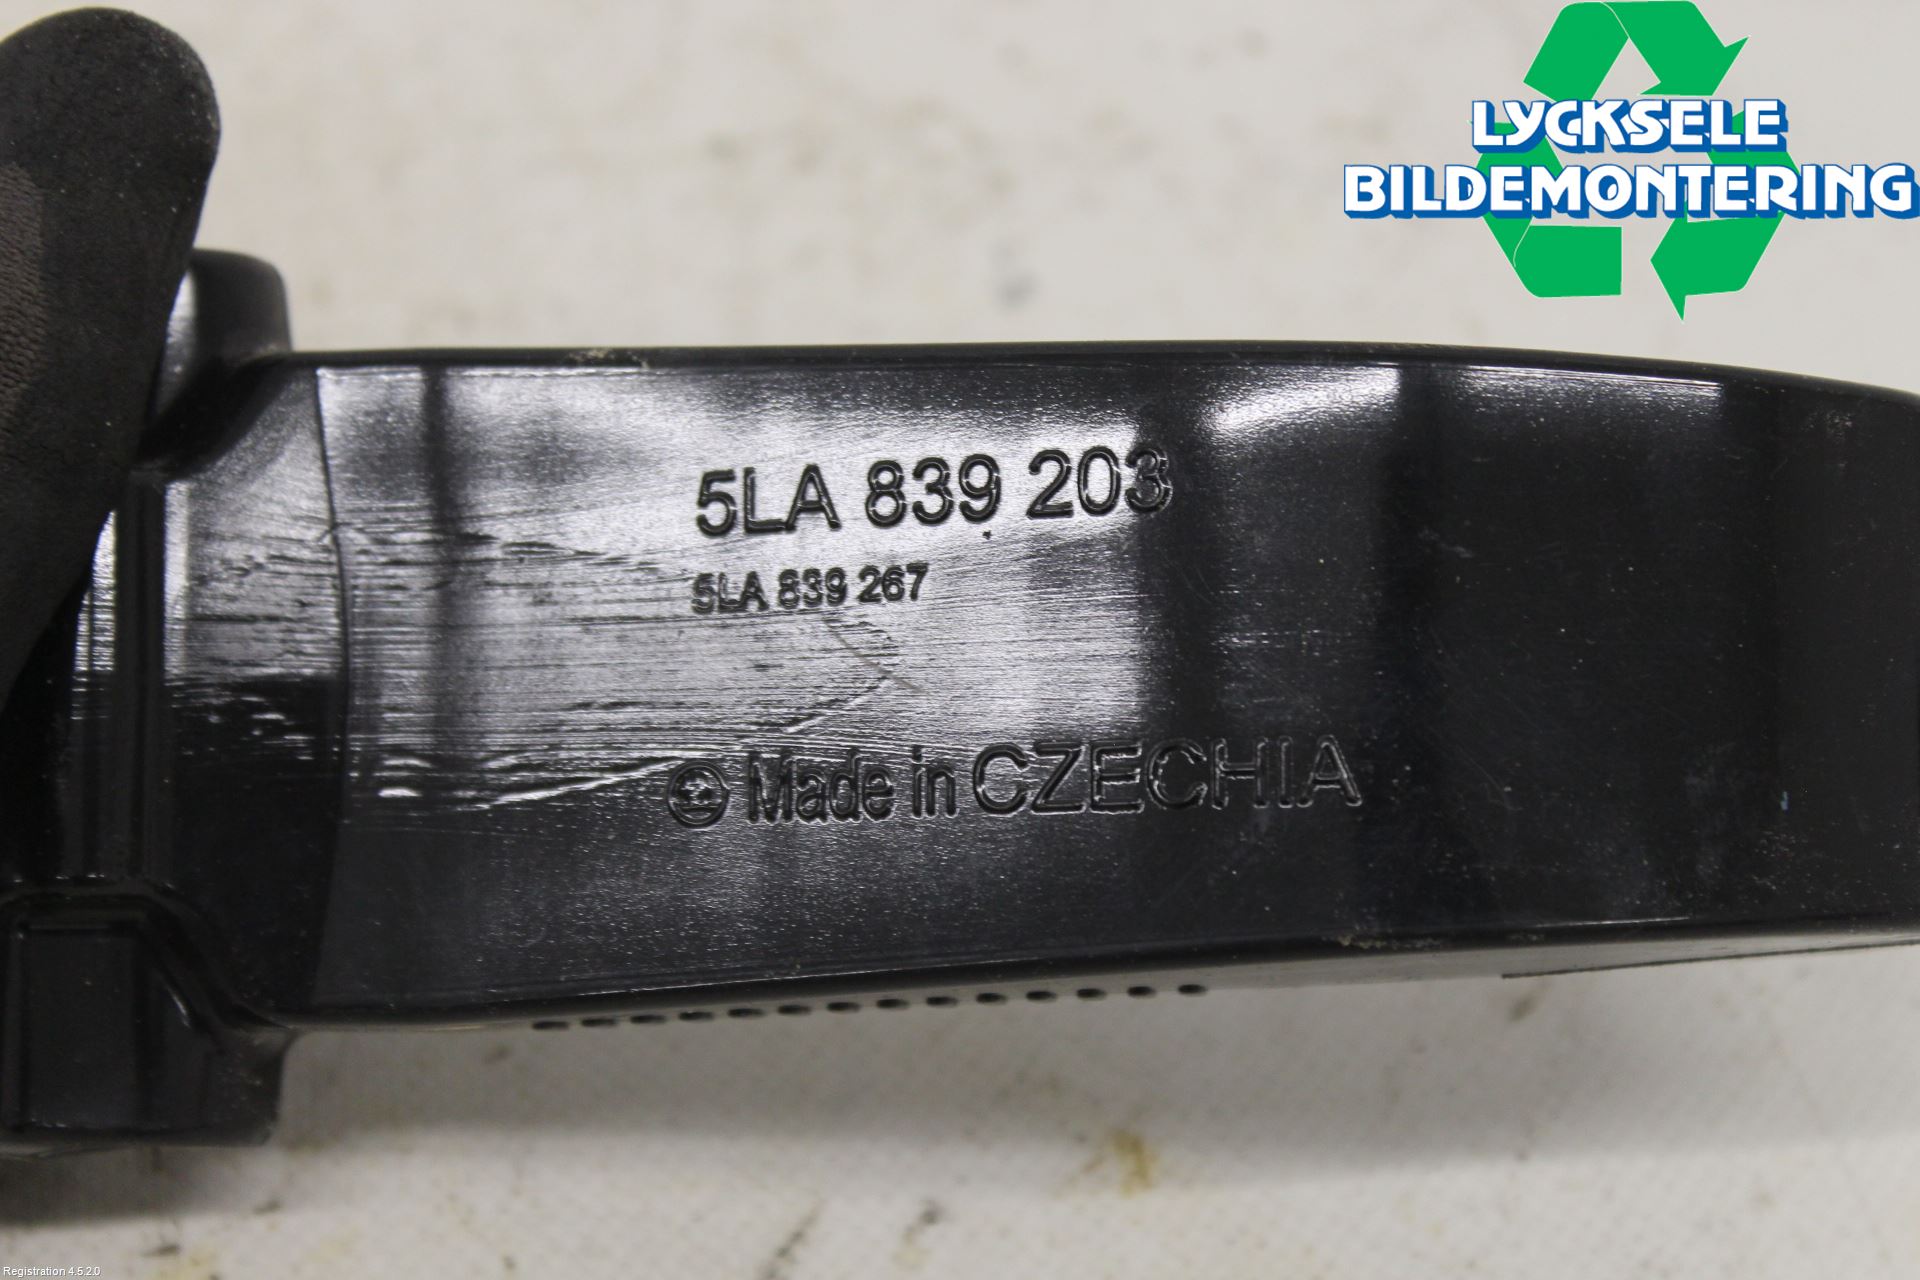 LYCKSELE
BILDEMONTERING
5LA 839 203
5LA 839 267
Made in CZECHIA
Registration 4.5.2.0